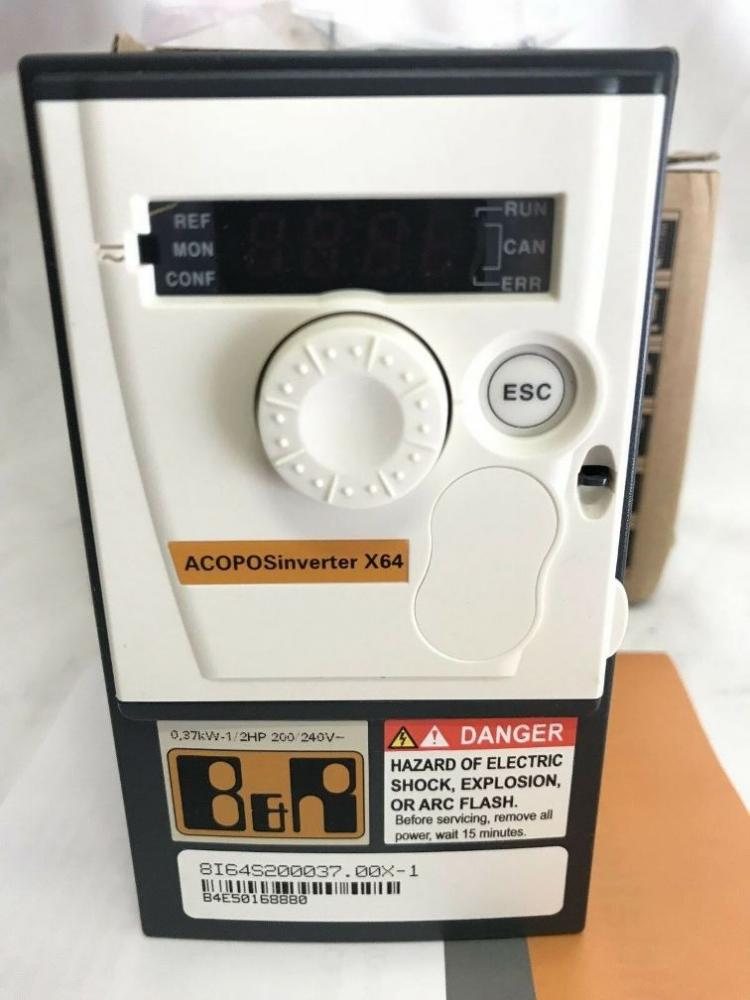 REF
MON
CONF
RUN
CAN
ERR
ESC
ACOPOSinverter X64
0,37kW-1/2HP 200/240V~
B&R
DANGER
HAZARD OF ELECTRIC
SHOCK, EXPLOSION,
OR ARC FLASH.
Before servicing, remove all
power, wait 15 minutes.
8I64S200037.00X-1
B4E50168880